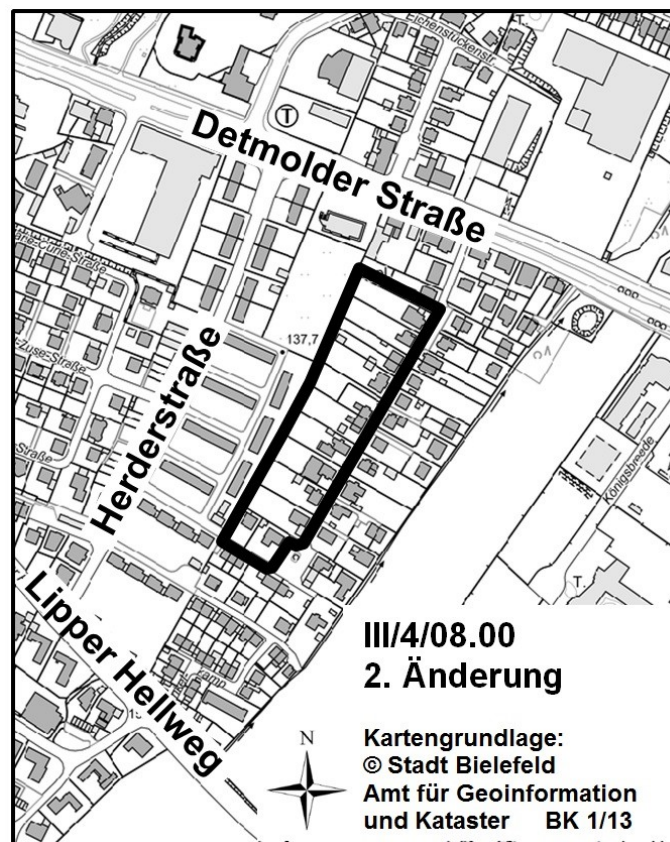 Eichenstückenstr.
T.
T
Detmolder Straße
137,7
Herderstraße
Königsbreede
T.
Lipper Hellweg
III/4/08.00
2. Änderung
N
Kartengrundlage:
© Stadt Bielefeld
Amt für Geoinformation
und Kataster BK 1/13